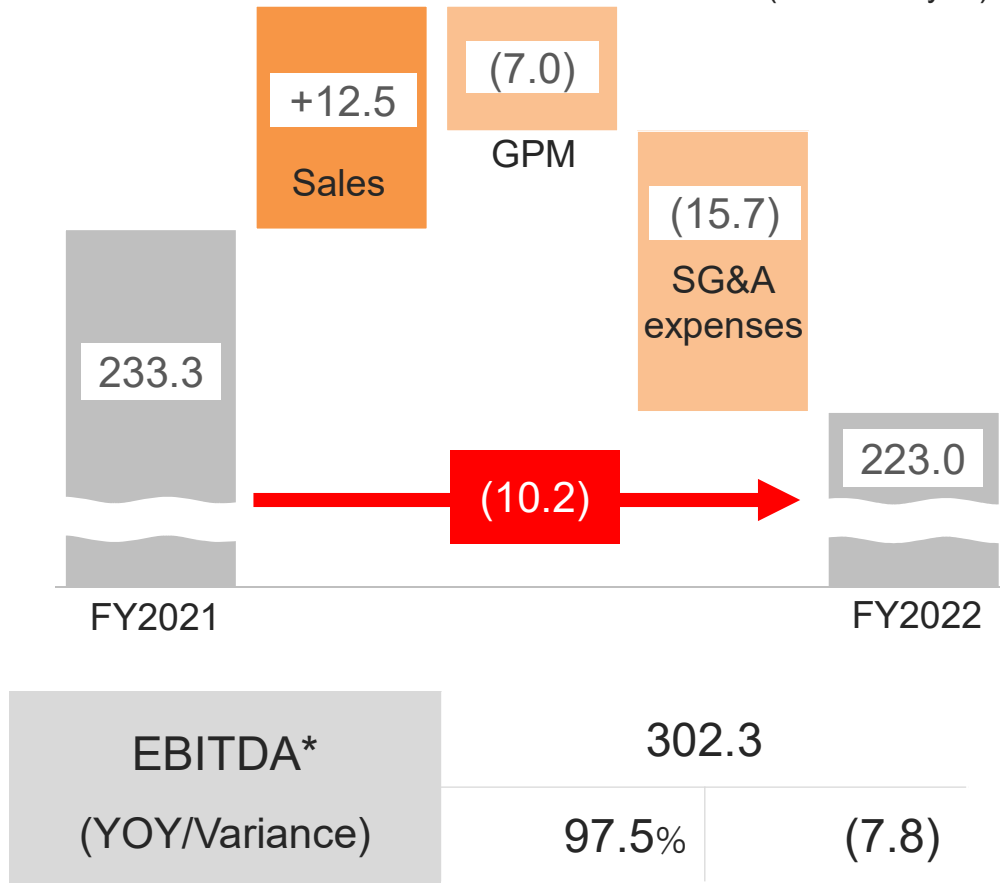 +12.5
Sales
(7.0)
GPM
(15.7)
SG&A
expenses
233.3
223.0
(10.2)
FY2021
FY2022
EBITDA*
(YOY/Variance)
302.3
97.5%
(7.8)